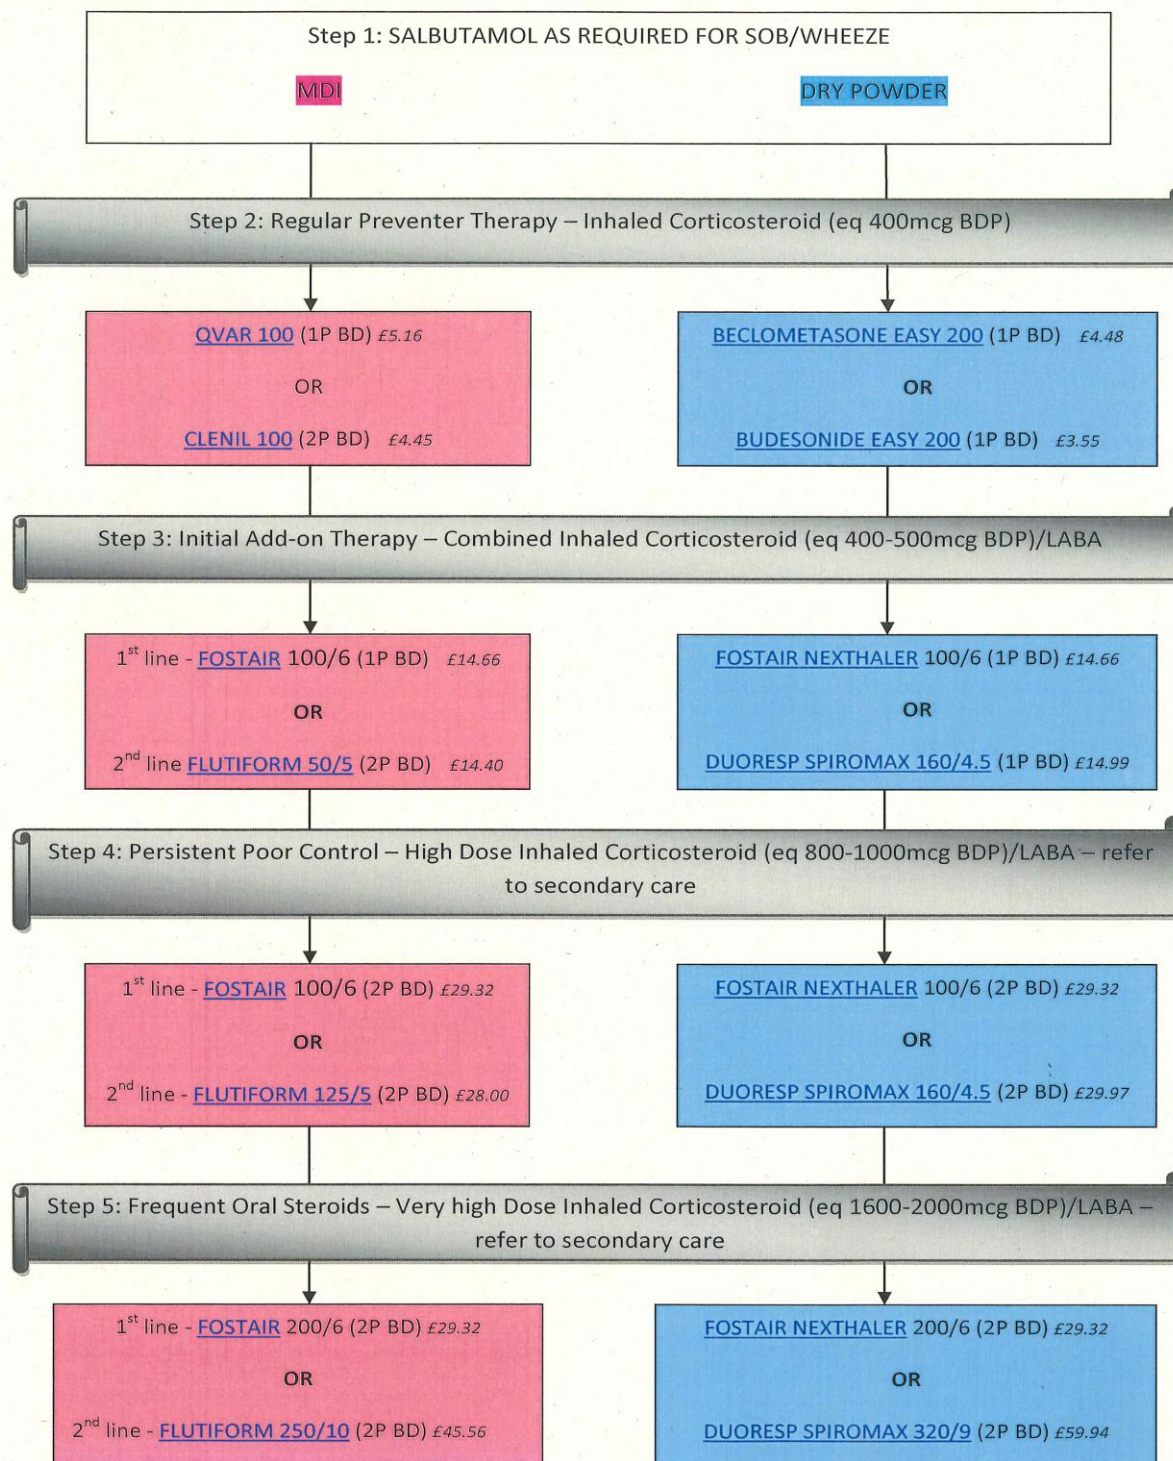 Step 1: SALBUTAMOL AS REQUIRED FOR SOB/WHEEZE
MDI
DRY POWDER
Step 2: Regular Preventer Therapy – Inhaled Corticosteroid (eq 400mcg BDP)
QVAR 100 (1P BD) £5.16
OR
CLENIL 100 (2P BD) £4.45
BECLOMETASONE EASY 200 (1P BD) £4.48
OR
BUDESONIDE EASY 200 (1P BD) £3.55
Step 3: Initial Add-on Therapy – Combined Inhaled Corticosteroid (eq 400-500mcg BDP)/LABA
1st line - FOSTAIR 100/6 (1P BD) £14.66
OR
2nd line FLUTIFORM 50/5 (2P BD) £14.40
FOSTAIR NEXTHALER 100/6 (1P BD) £14.66
OR
DUORESP SPIROMAX 160/4.5 (1P BD) £14.99
Step 4: Persistent Poor Control – High Dose Inhaled Corticosteroid (eq 800-1000mcg BDP)/LABA – refer
to secondary care
1st line - FOSTAIR 100/6 (2P BD) £29.32
OR
2nd line - FLUTIFORM 125/5 (2P BD) £28.00
FOSTAIR NEXTHALER 100/6 (2P BD) £29.32
OR
DUORESP SPIROMAX 160/4.5 (2P BD) £29.97
Step 5: Frequent Oral Steroids – Very high Dose Inhaled Corticosteroid (eq 1600-2000mcg BDP)/LABA –
refer to secondary care
1st line - FOSTAIR 200/6 (2P BD) £29.32
OR
2nd line - FLUTIFORM 250/10 (2P BD) £45.56
FOSTAIR NEXTHALER 200/6 (2P BD) £29.32
OR
DUORESP SPIROMAX 320/9 (2P BD) £59.94